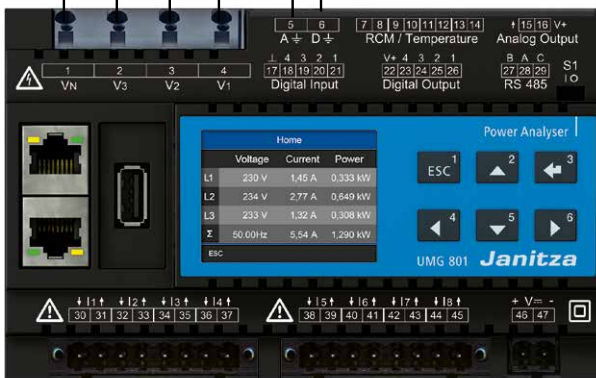 5 6 7 8 9 10 11 12 13 14 15 16 V+
A D RCM / Temperature Analog Output
1 2 3 4
VN V3 V2 V1
⊥ 4 3 2 1 V+ 4 3 2 1 B A C S1
17 18 19 20 21 22 23 24 25 26 27 28 29 I O
Digital Input Digital Output RS 485
Power Analyser
Home
Voltage Current Power
L1 230 V 1,45 A 0,333 kW
L2 234 V 2,77 A 0,649 kW
L3 233 V 1,32 A 0,308 kW
Σ 50.00Hz 5,54 A 1,290 kW
ESC
ESC 1 2 3
4 5 6
UMG 801 Janitza
I1 I2 I3 I4 I5 I6 I7 I8 + V -
30 31 32 33 34 35 36 37 38 39 40 41 42 43 44 45 46 47